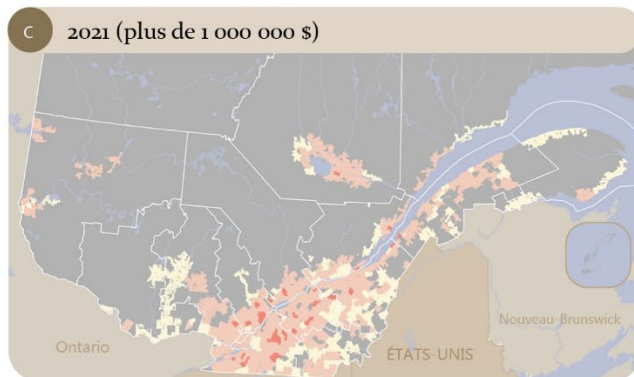 C
2021 (plus de 1 000 000 $)
Ontario
ÉTATS-UNIS
Nouveau-Brunswick